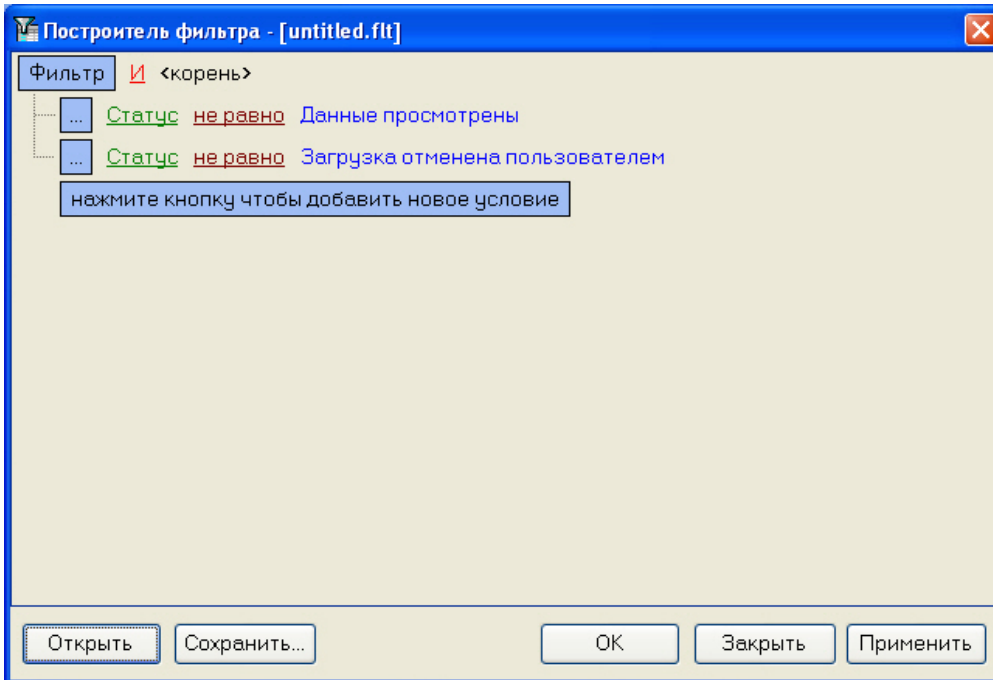 Построитель фильтра - [untitled.flt]
Фильтр И <корень>
... Статус не равно Данные просмотрены
... Статус не равно Загрузка отменена пользователем
нажмите кнопку чтобы добавить новое условие
Открыть Сохранить... ОК Закрыть Применить